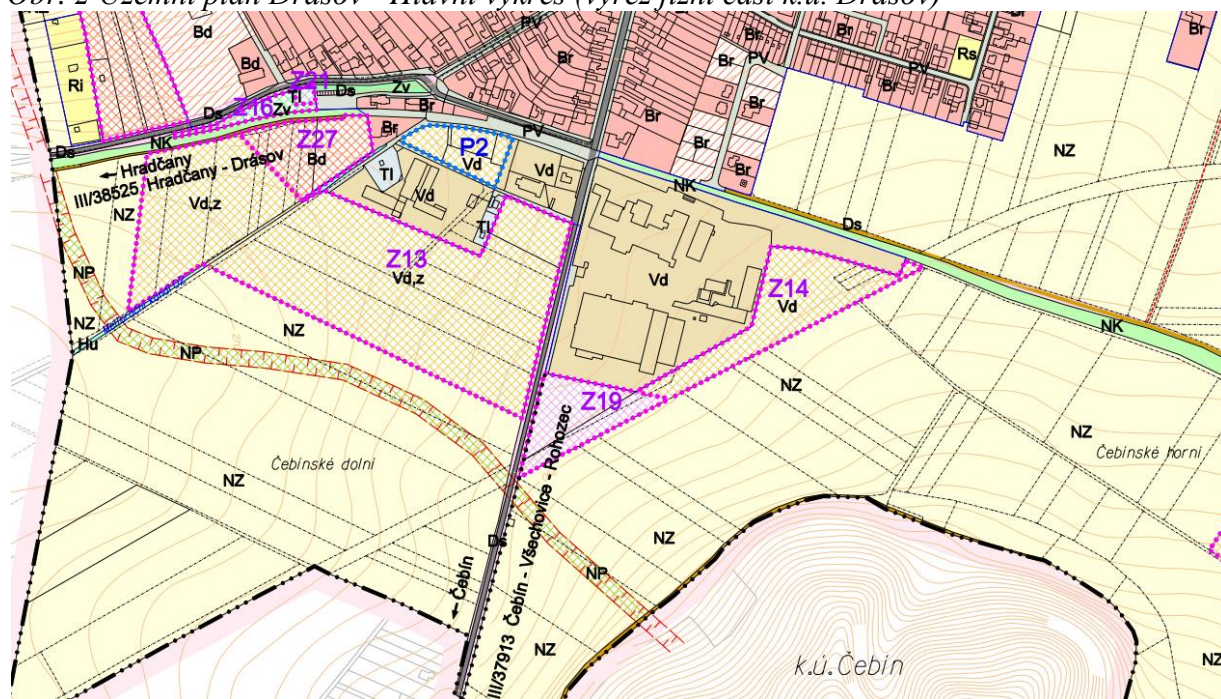 Obr. 2 Územní plán Drásov - Hlavní výkres (výřez jižní část k.ú. Drásov)
Bd
Br
Br
Br
Rs
Br
PV
PV
Bd
Ri
Z21
TI
Ds
Zv
Z16
Zv
Ds
Br
PV
Br
Br
Br
NK
Z27
Br
P2
Vd
Vd
Br
NZ
Ds
Hradčany
III/38525 Hradčany - Drásov
Bd
TI
Vd
NK
NZ
Vd,z
TI
Ds
Z13
Vd,z
Vd
Z14
Vd
NP
NZ
NZ
NK
Hu
NP
NZ
Z19
NZ
Čebínské dolní
NZ
Čebínské horní
NZ
NZ
Ds
NP
Čebín
III/37913 Čebín - Všechovice - Rohozec
NZ
k.ú. Čebín
NZ